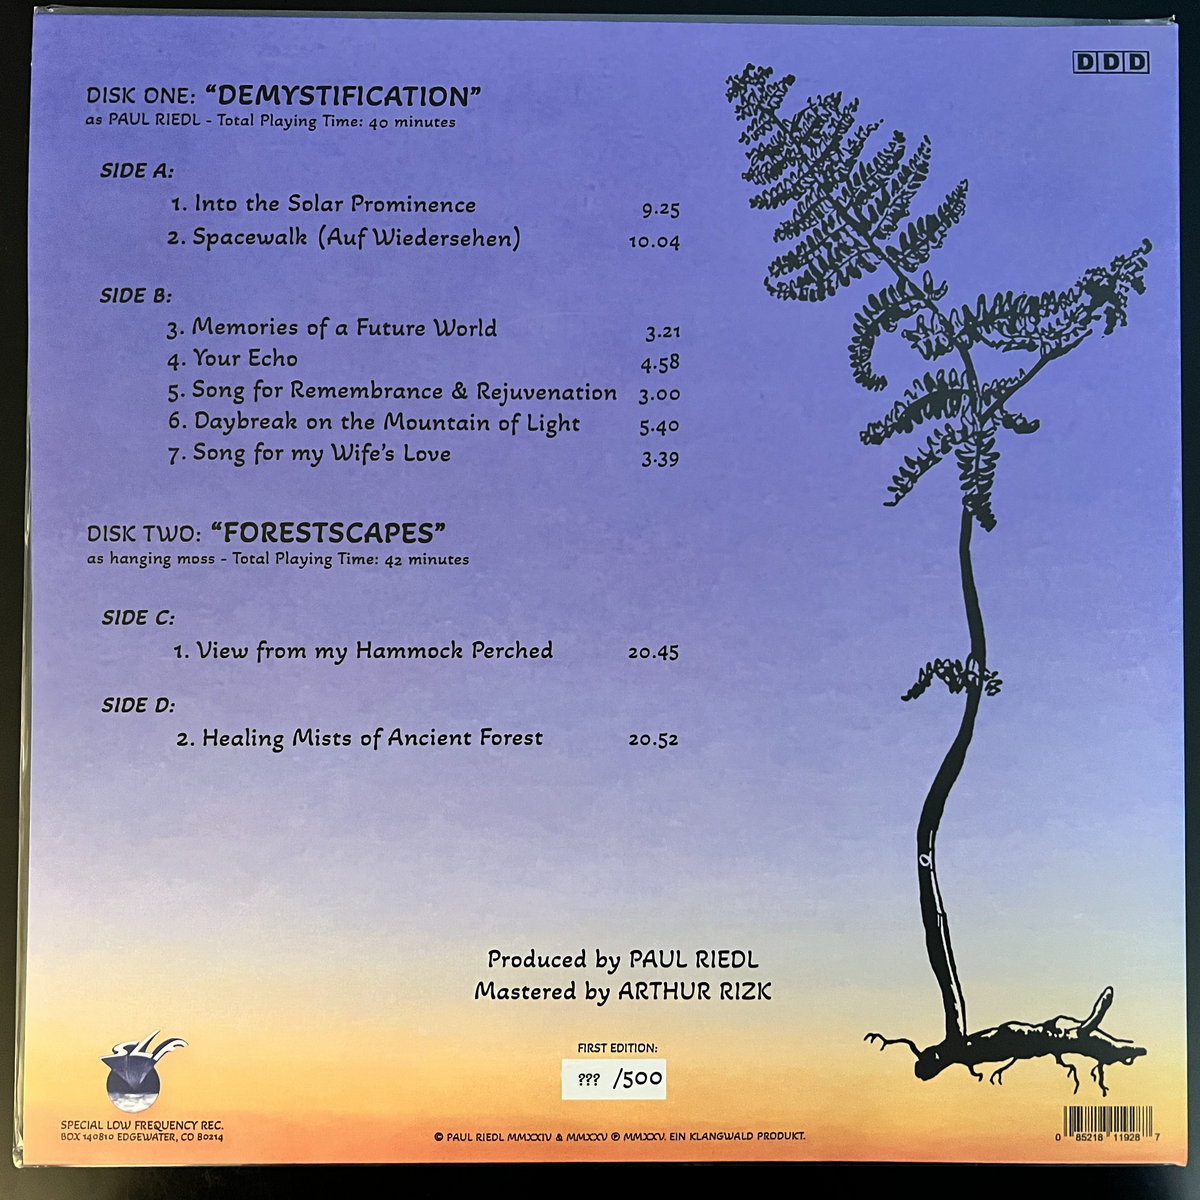 DDD
DISK ONE: “DEMYSTIFICATION”
as PAUL RIEDL - Total Playing Time: 40 minutes
SIDE A:
1. Into the Solar Prominence 9.25
2. Spacewalk (Auf Wiedersehen) 10.04
SIDE B:
3. Memories of a Future World 3.21
4. Your Echo 4.58
5. Song for Remembrance & Rejuvenation 3.00
6. Daybreak on the Mountain of Light 5.40
7. Song for my Wife’s Love 3.39
DISK TWO: “FORESTSCAPES”
as hanging moss - Total Playing Time: 42 minutes
SIDE C:
1. View from my Hammock Perched 20.45
SIDE D:
2. Healing Mists of Ancient Forest 20.52
Produced by PAUL RIEDL
Mastered by ARTHUR RIZK
FIRST EDITION:
??? /500
SLF
SPECIAL LOW FREQUENCY REC.
BOX 140810 EDGEWATER, CO 80214
© PAUL RIEDL MMXXIV & MMXXV ℗ MMXXV. EIN KLANGWALD PRODUKT.
0 85218 11928 7